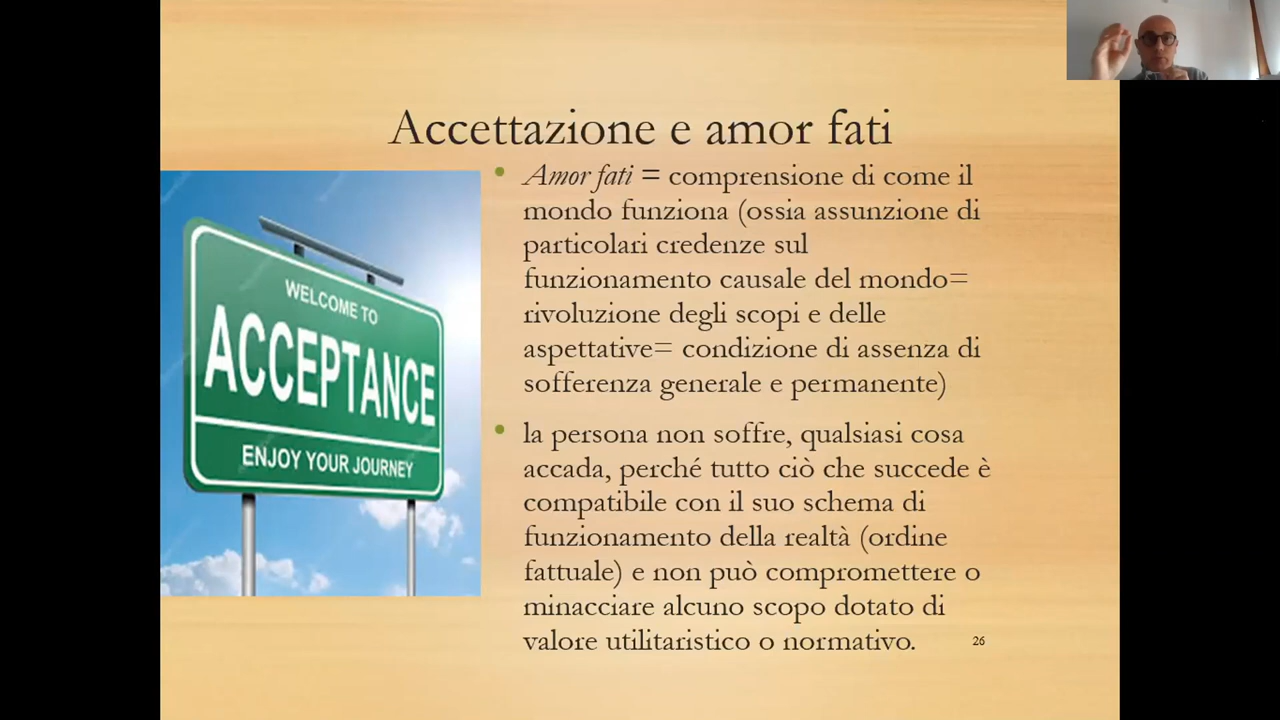 Accettazione e amor fati
WELCOME TO
ACCEPTANCE
ENJOY YOUR JOURNEY
Amor fati = comprensione di come il
mondo funziona (ossia assunzione di
particolari credenze sul
funzionamento causale del mondo=
rivoluzione degli scopi e delle
aspettative= condizione di assenza di
sofferenza generale e permanente)
la persona non soffre, qualsiasi cosa
accada, perché tutto ciò che succede è
compatibile con il suo schema di
funzionamento della realtà (ordine
fattuale) e non può compromettere o
minacciare alcuno scopo dotato di
valore utilitaristico o normativo.
26